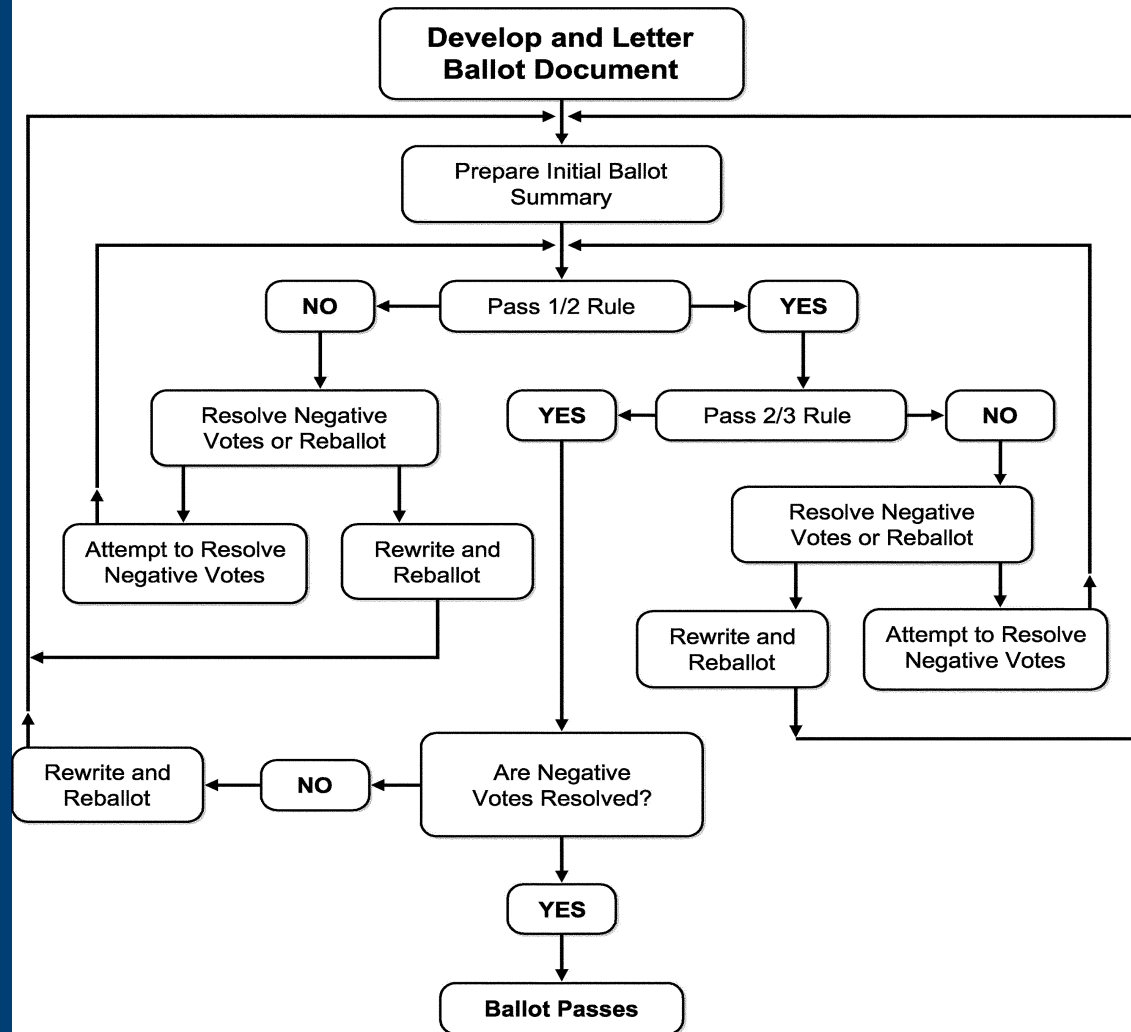 Develop and Letter
Ballot Document
Prepare Initial Ballot
Summary
NO
Pass 1/2 Rule
YES
Resolve Negative
Votes or Reballot
YES
Pass 2/3 Rule
NO
Attempt to Resolve
Negative Votes
Rewrite and
Reballot
Resolve Negative
Votes or Reballot
Rewrite and
Reballot
Attempt to Resolve
Negative Votes
Rewrite and
Reballot
NO
Are Negative
Votes Resolved?
YES
Ballot Passes